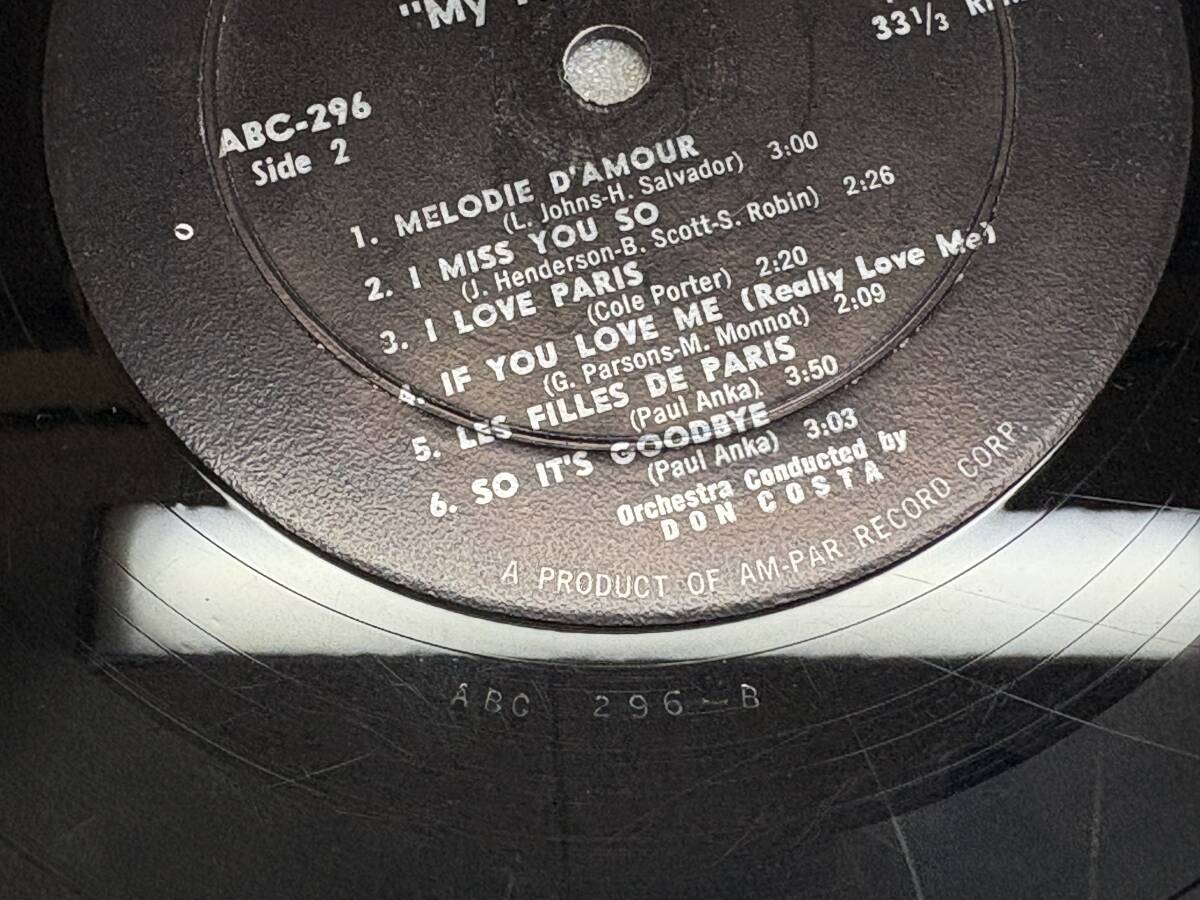 "My
33⅓ RPM
ABC-296
Side 2
1. MELODIE D'AMOUR
(L. Johns-H. Salvador) 3:00
2. I MISS YOU SO
(J. Henderson-B. Scott-S. Robin) 2:26
3. I LOVE PARIS
(Cole Porter) 2:20
4. IF YOU LOVE ME (Really Love Me)
(G. Parsons-M. Monnot) 2:09
5. LES FILLES DE PARIS
(Paul Anka) 3:50
6. SO IT'S GOODBYE
(Paul Anka) 3:03
Orchestra Conducted by
DON COSTA
A PRODUCT OF AM-PAR RECORD CORP.
ABC 296-B